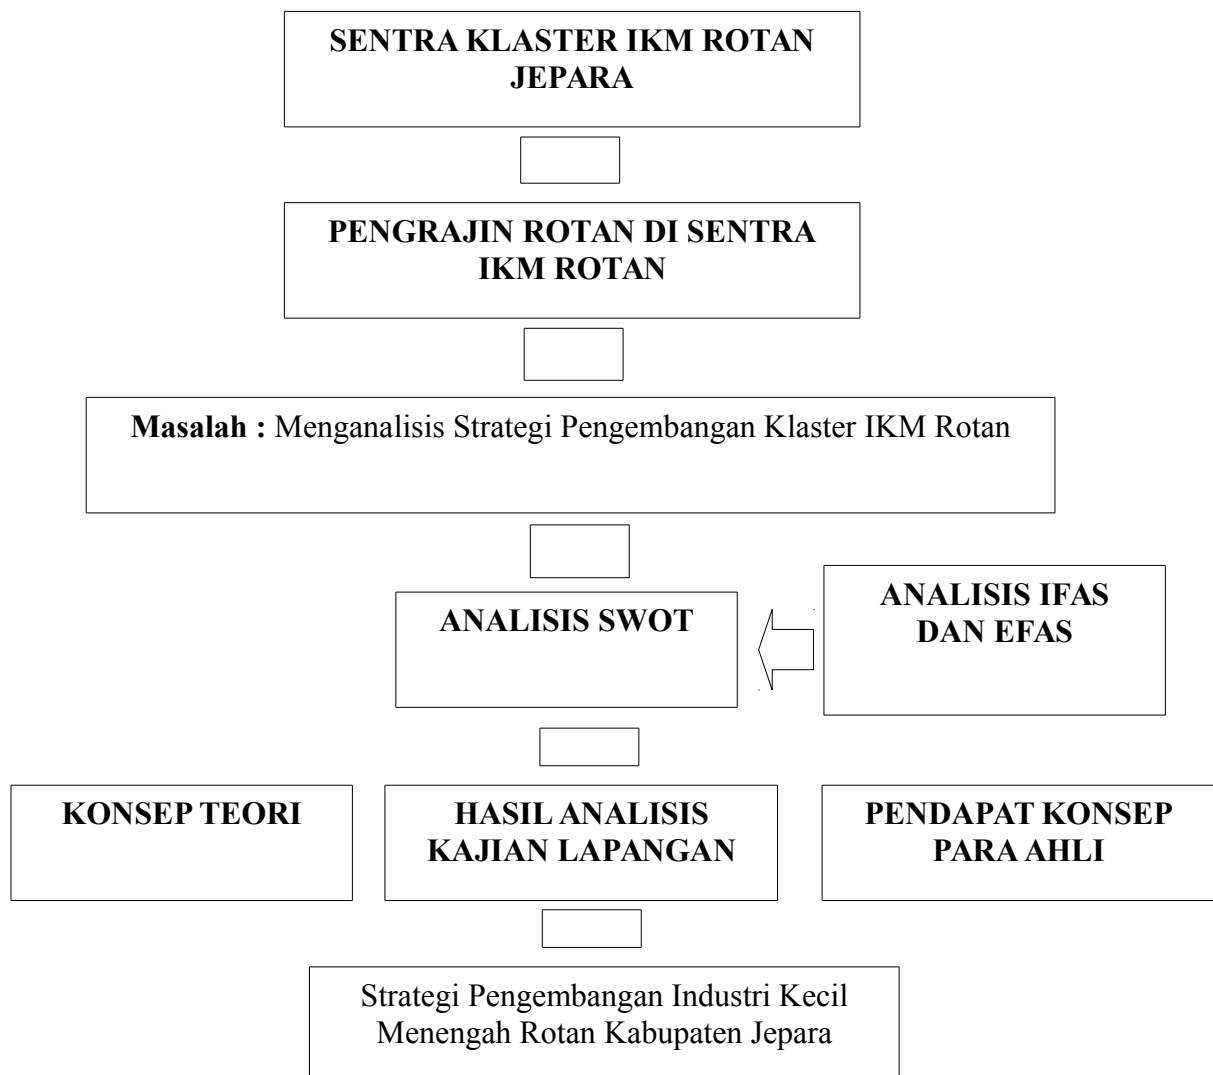 SENTRA KLASTER IKM ROTAN
JEPARA
PENGRAJIN ROTAN DI SENTRA
IKM ROTAN
Masalah : Menganalisis Strategi Pengembangan Klaster IKM Rotan
ANALISIS SWOT
ANALISIS IFAS
DAN EFAS
KONSEP TEORI
HASIL ANALISIS
KAJIAN LAPANGAN
PENDAPAT KONSEP
PARA AHLI
Strategi Pengembangan Industri Kecil
Menengah Rotan Kabupaten Jepara